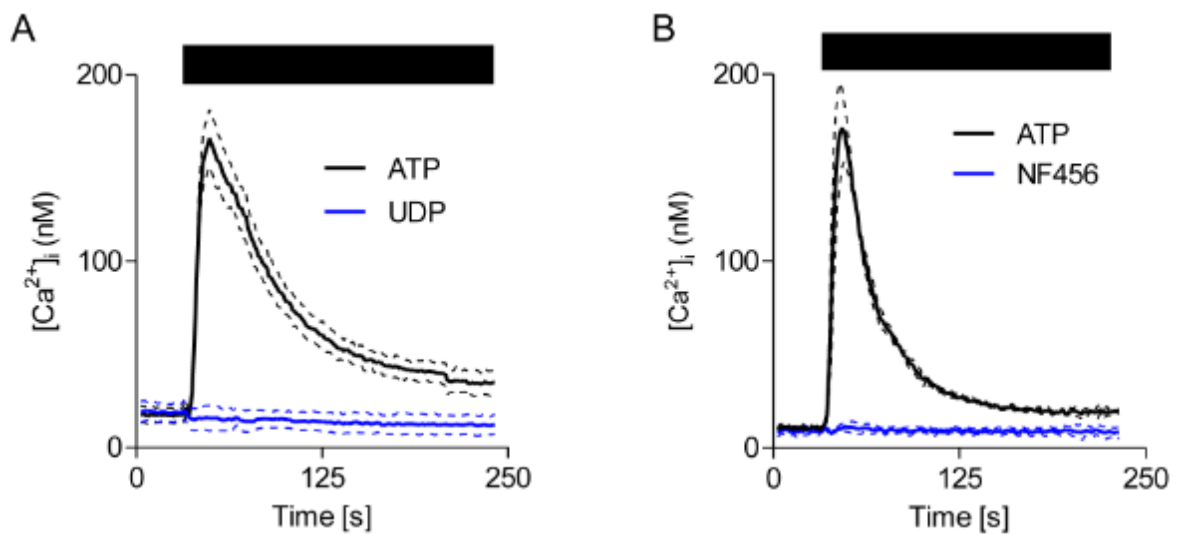 A
200
100
0
0
125
250
[Ca²⁺]ᵢ (nM)
Time [s]
ATP
UDP
B
200
100
0
0
125
250
[Ca²⁺]ᵢ (nM)
Time [s]
ATP
NF456